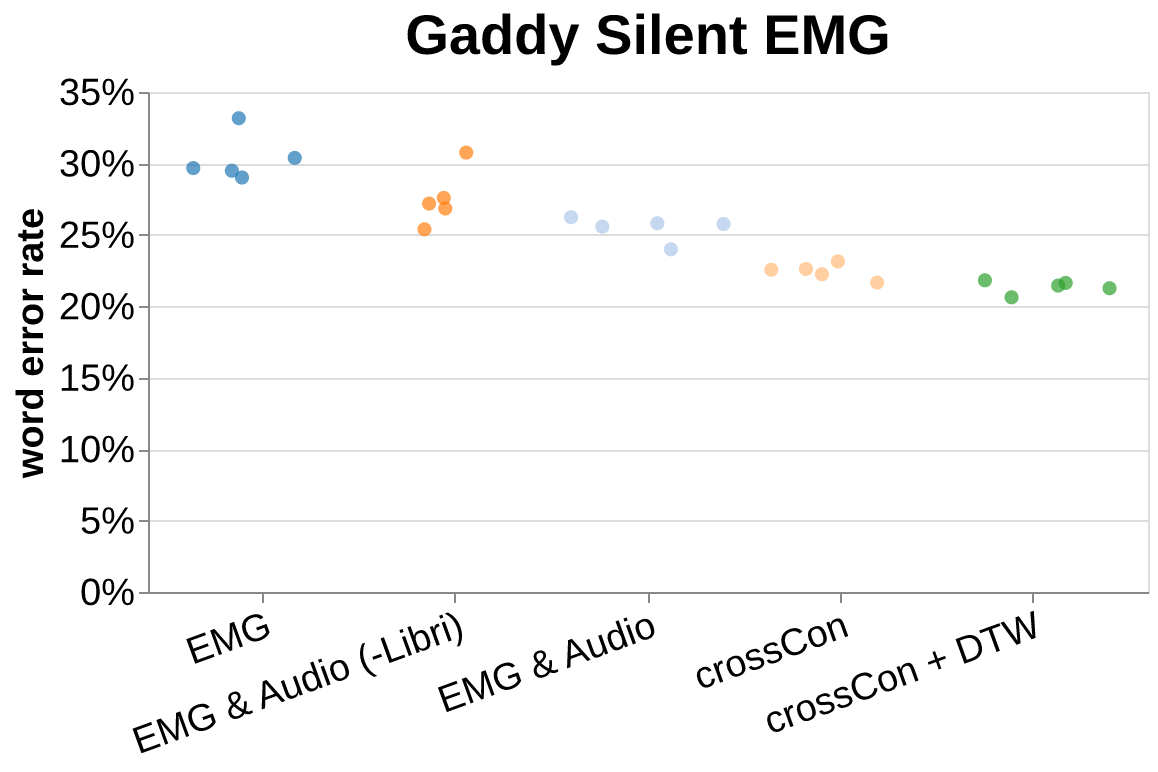 Gaddy Silent EMG
35%
30%
25%
20%
15%
10%
5%
0%
word error rate
EMG
EMG & Audio (-Libri)
EMG & Audio
crossCon
crossCon + DTW